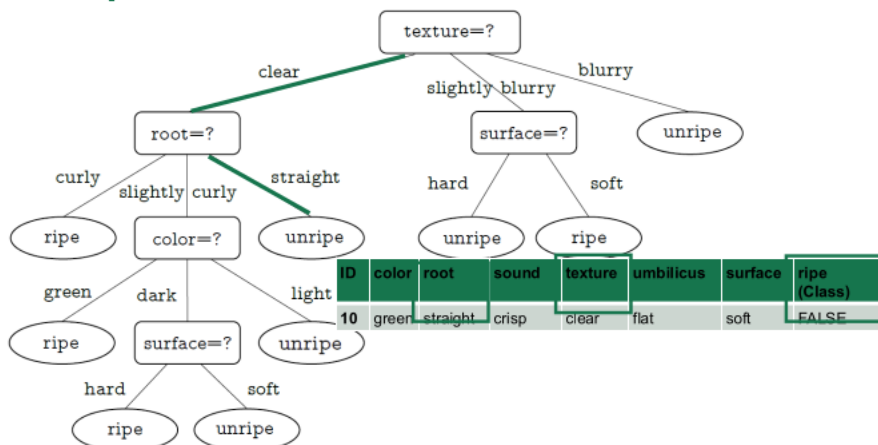 texture=?
clear
slightly blurry
blurry
root=?
surface=?
unripe
curly
slightly curly
straight
hard
soft
ripe
color=?
unripe
unripe
ripe
ID color root sound texture umbilicus surface ripe
(Class)
10 green straight crisp clear flat soft FALSE
green
dark
light
ripe
surface=?
unripe
hard
soft
ripe
unripe